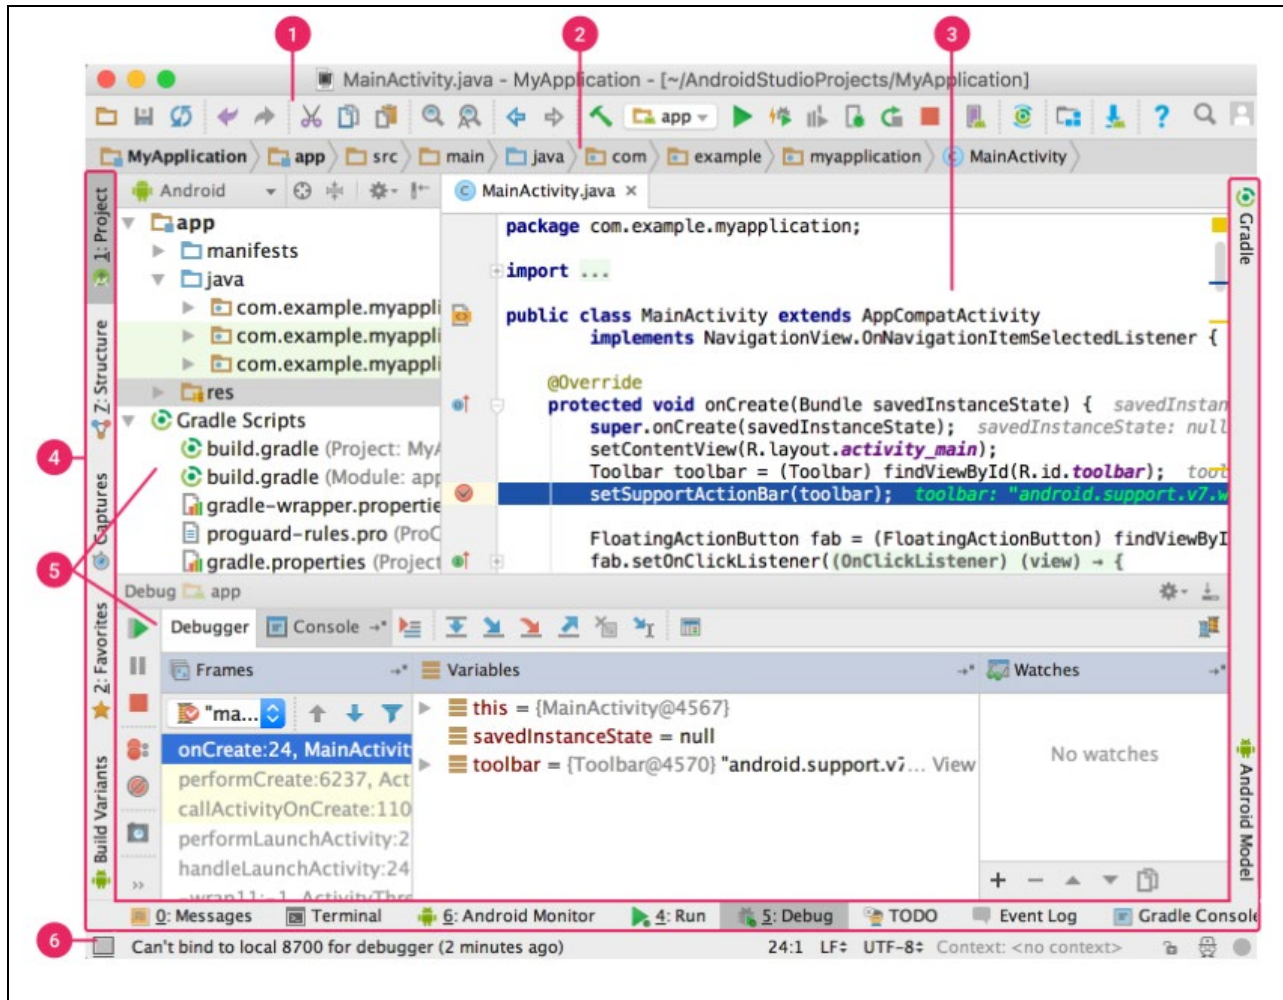 1 2 3
MainActivity.java - MyApplication - [~/AndroidStudioProjects/MyApplication]
app
MyApplication app src main java com example myapplication MainActivity
Android
MainActivity.java
1: Project
Z: Structure
Captures
2: Favorites
Build Variants
4
5
6
app
manifests
java
com.example.myappli
com.example.myappli
com.example.myappli
res
Gradle Scripts
build.gradle (Project: MyA
build.gradle (Module: app
gradle-wrapper.propertie
proguard-rules.pro (ProC
gradle.properties (Project
package com.example.myapplication;
import ...
public class MainActivity extends AppCompatActivity
implements NavigationView.OnNavigationItemSelectedListener {
@Override
protected void onCreate(Bundle savedInstanceState) { savedInstan
super.onCreate(savedInstanceState); savedInstanceState: null
setContentView(R.layout.activity_main);
Toolbar toolbar = (Toolbar) findViewById(R.id.toolbar); tool
setSupportActionBar(toolbar); toolbar: "android.support.v7.w
FloatingActionButton fab = (FloatingActionButton) findViewByI
fab.setOnClickListener((OnClickListener) (view) → {
Gradle
Android Model
Debug app
Debugger Console
Frames Variables Watches
"ma...
onCreate:24, MainActivit
performCreate:6237, Act
callActivityOnCreate:110
performLaunchActivity:2
handleLaunchActivity:24
-wrap11:-1, ActivityThre
this = {MainActivity@4567}
savedInstanceState = null
toolbar = {Toolbar@4570} "android.support.v7... View
No watches
0: Messages Terminal 6: Android Monitor 4: Run 5: Debug TODO Event Log Gradle Console
Can't bind to local 8700 for debugger (2 minutes ago) 24:1 LF UTF-8 Context: <no context>